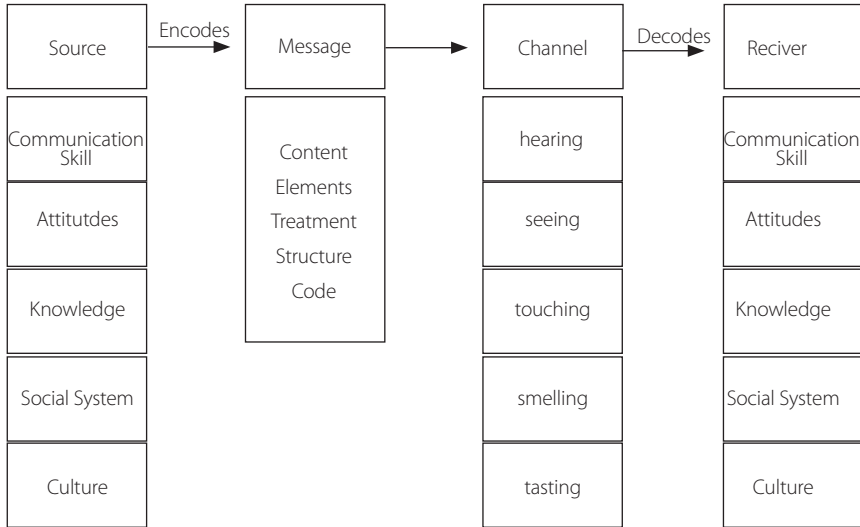 Source
Encodes
Message
Channel
Decodes
Reciver
Communication
Skill
Attitutdes
Knowledge
Social System
Culture
Content
Elements
Treatment
Structure
Code
hearing
seeing
touching
smelling
tasting
Communication
Skill
Attitudes
Knowledge
Social System
Culture